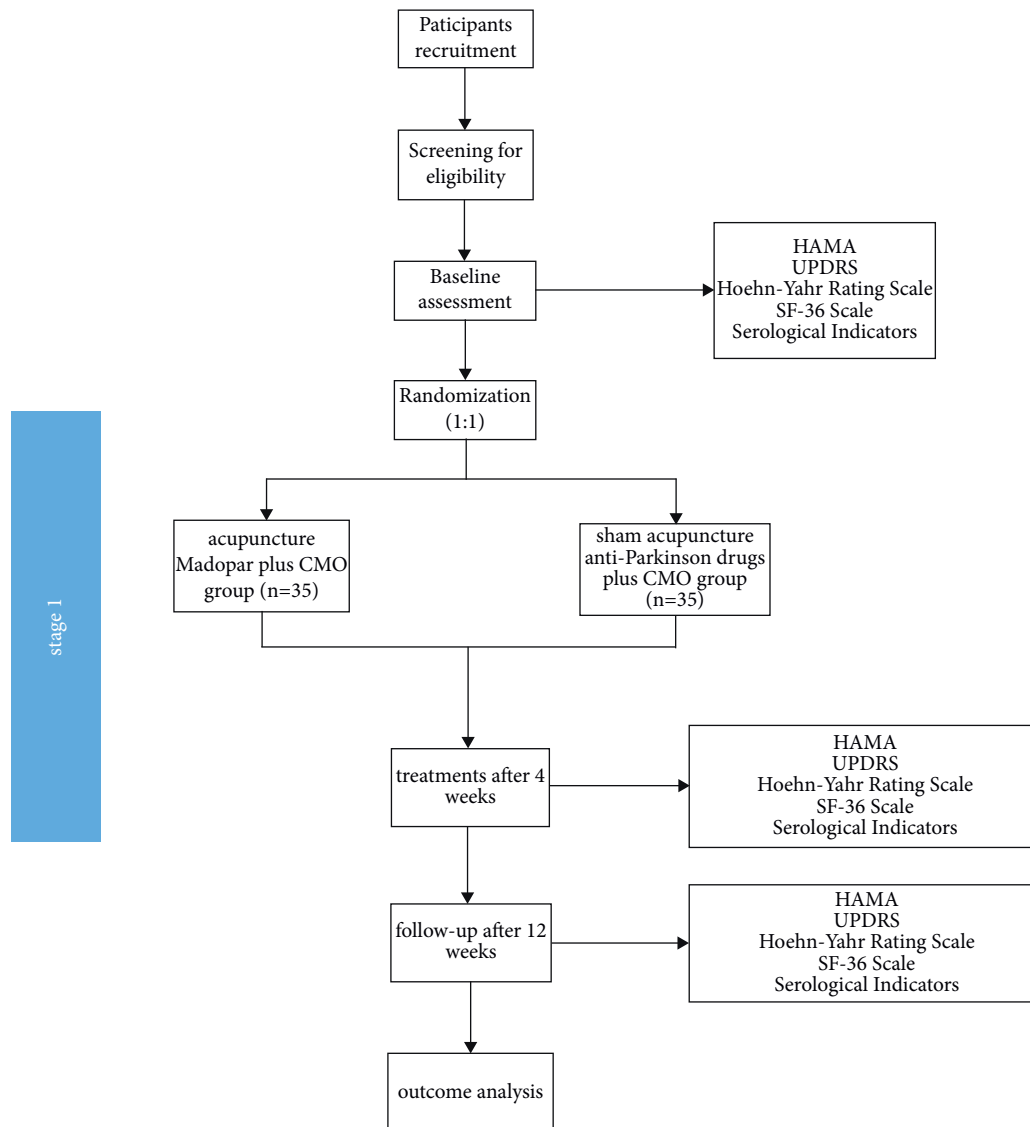 Paticipants
recruitment
Screening for
eligibility
Baseline
assessment
HAMA
UPDRS
Hoehn-Yahr Rating Scale
SF-36 Scale
Serological Indicators
Randomization
(1:1)
stage 1
acupuncture
Madopar plus CMO
group (n=35)
sham acupuncture
anti-Parkinson drugs
plus CMO group
(n=35)
treatments after 4
weeks
HAMA
UPDRS
Hoehn-Yahr Rating Scale
SF-36 Scale
Serological Indicators
follow-up after 12
weeks
HAMA
UPDRS
Hoehn-Yahr Rating Scale
SF-36 Scale
Serological Indicators
outcome analysis